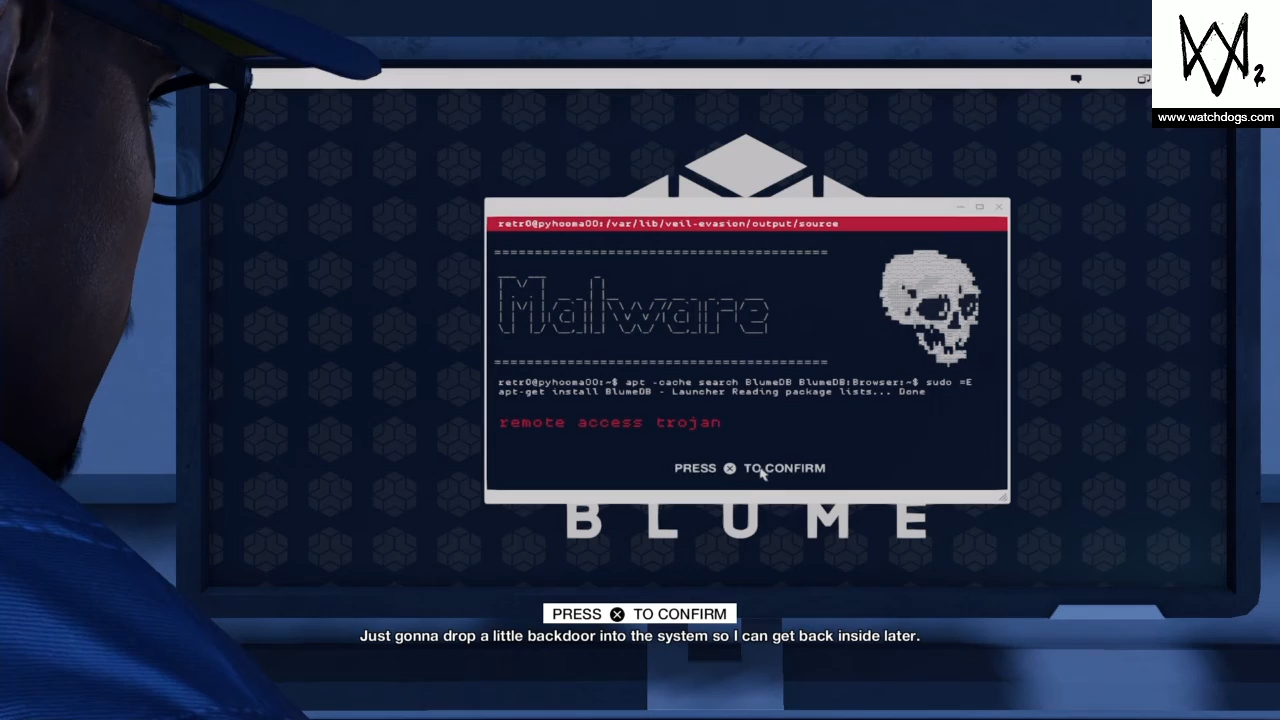 2
www.watchdogs.com
retr0@pyhooma00:/var/lib/veil-evasion/output/source
==========================================
Malware
==========================================
retr0@pyhooma00:~$ apt -cache search BlumeDB BlumeDB:Browser:~$ sudo =E
apt-get install BlumeDB - Launcher Reading package lists... Done
remote access trojan
PRESS ⓧ TO CONFIRM
BLUME
PRESS ⓧ TO CONFIRM
Just gonna drop a little backdoor into the system so I can get back inside later.